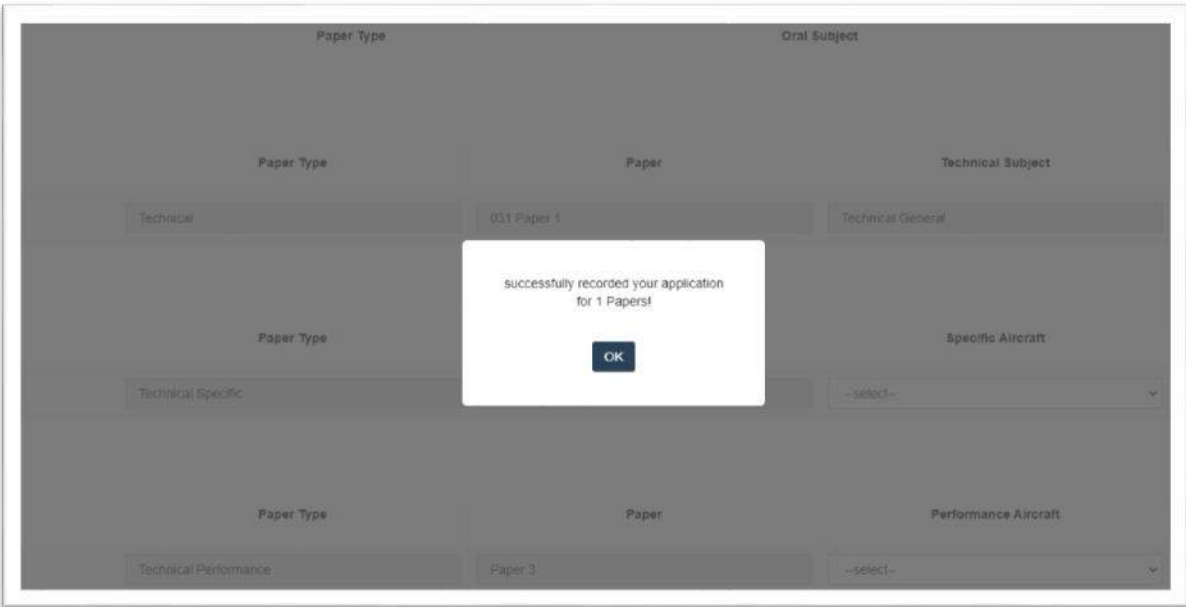 Paper Type Oral Subject
Paper Type Paper Technical Subject
Technical 031 Paper 1 Technical General
successfully recorded your application
for 1 Papers!
OK
Paper Type Specific Aircraft
Technical Specific --select--
Paper Type Paper Performance Aircraft
Technical Performance Paper 3 --select--